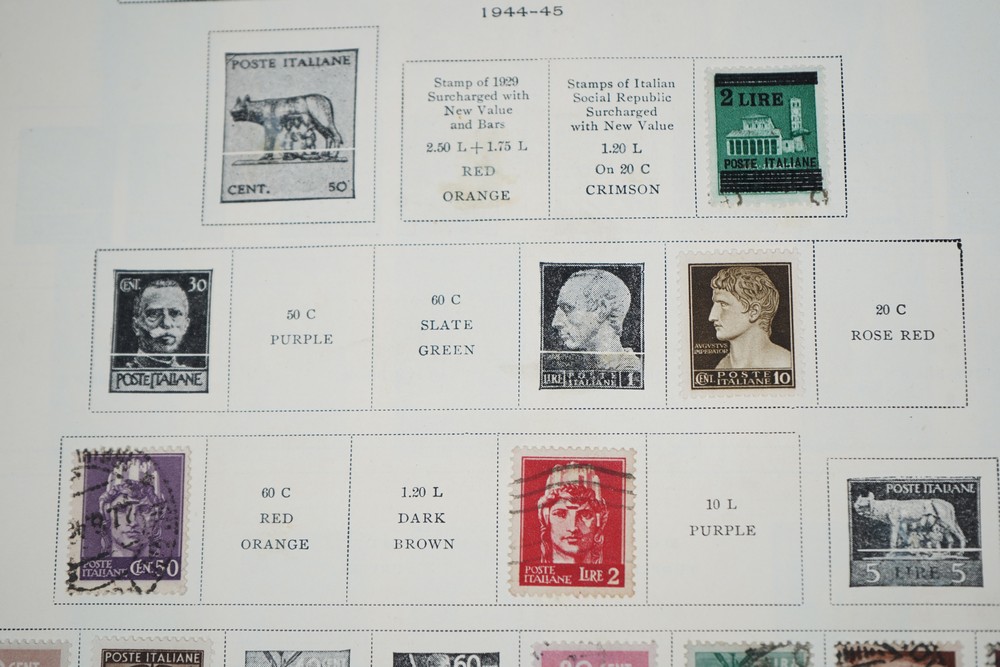 1944-45
POSTE ITALIANE
CENT. 50
Stamp of 1929
Surcharged with
New Value
and Bars
2.50 L + 1.75 L
RED
ORANGE
Stamps of Italian
Social Republic
Surcharged
with New Value
1.20 L
On 20 C
CRIMSON
2 LIRE
POSTE ITALIANE
CENT. 30
POSTE ITALIANE
50 C
PURPLE
60 C
SLATE
GREEN
LIRE POSTE ITALIANE 1
AVGVSTVS
IMPERATOR
CENT. POSTE ITALIANE 10
20 C
ROSE RED
POSTE
ITALIANE CENT. 50
60 C
RED
ORANGE
1.20 L
DARK
BROWN
POSTE
ITALIANE LIRE 2
10 L
PURPLE
POSTE ITALIANE
5 LIRE 5
CENT
POSTE ITALIANE
60